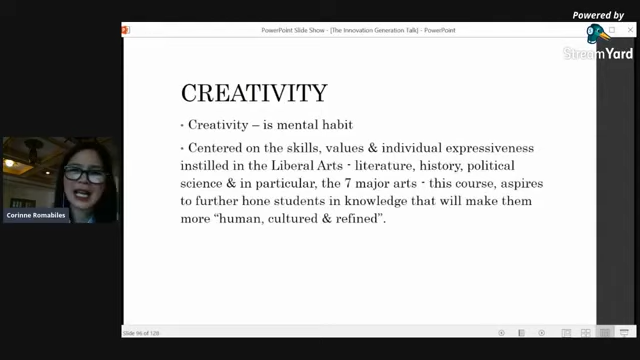 Powered by
PowerPoint Slide Show - [The Innovation Generation Talk] - PowerPoint
StreamYard
CREATIVITY
• Creativity – is mental habit
• Centered on the skills, values & individual expressiveness
instilled in the Liberal Arts - literature, history, political
science & in particular, the 7 major arts - this course, aspires
to further hone students in knowledge that will make them
more “human, cultured & refined”.
Corinne Romabiles
Slide 96 of 128